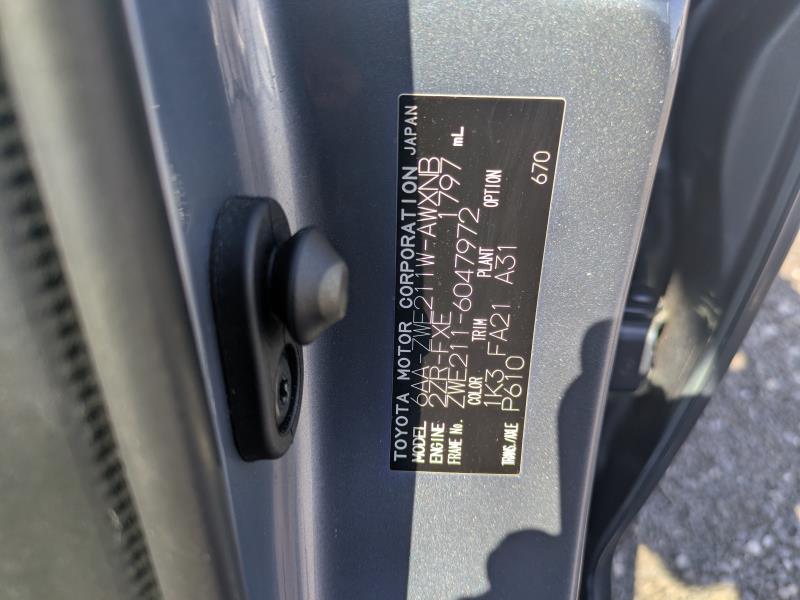 TOYOTA MOTOR CORPORATION JAPAN
MODEL 6AA-ZWE211W-AWXNB
ENGINE 2ZR-FXE 1797 mL
FRAME No. ZWE211-6047972
COLOR TRIM PLANT OPTION
1K3 FA21 A31
TRANS./AXLE P610 670